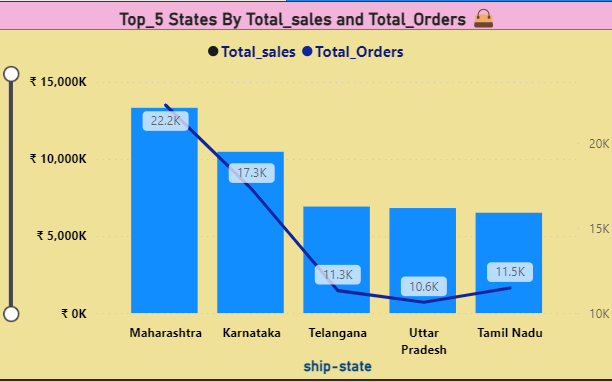 Top_5 States By Total_sales and Total_Orders 👜
Total_sales Total_Orders
₹ 15,000K
22.2K
20K
₹ 10,000K
17.3K
15K
₹ 5,000K
11.3K
10.6K
11.5K
₹ 0K
10K
Maharashtra Karnataka Telangana Uttar Pradesh Tamil Nadu
ship-state